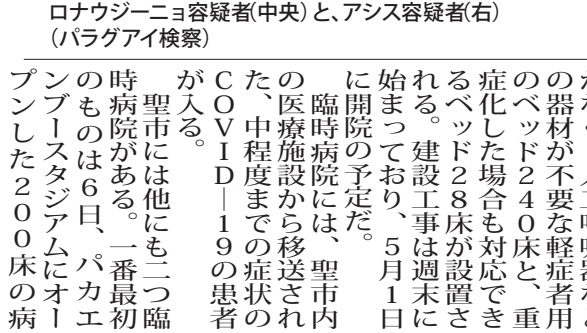 ロナウジーニョ容疑者(中央)と、アシス容疑者(右)
(パラグアイ検察)
の器材が不要な軽症者用
のベッド240床と、重
症化した場合も対応でき
るベッド28床が設置さ
れる。建設工事は週末に
始まっており、5月1日
に開院の予定だ。
臨時病院には、聖市内
の医療施設から移送され
た、中程度までの症状の
COVID―19の患者
が入る。
聖市には他にも二つ臨
時病院がある。一番最初
のものは6日、パカエ
ンブースタジアムにオー
プンした200床の病